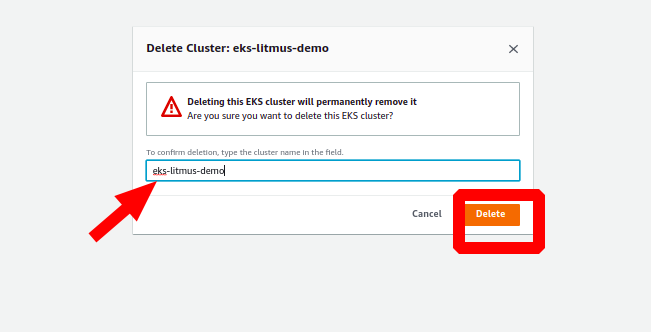 Delete Cluster: eks-litmus-demo
Deleting this EKS cluster will permanently remove it
Are you sure you want to delete this EKS cluster?
To confirm deletion, type the cluster name in the field.
eks-litmus-demo
Cancel
Delete